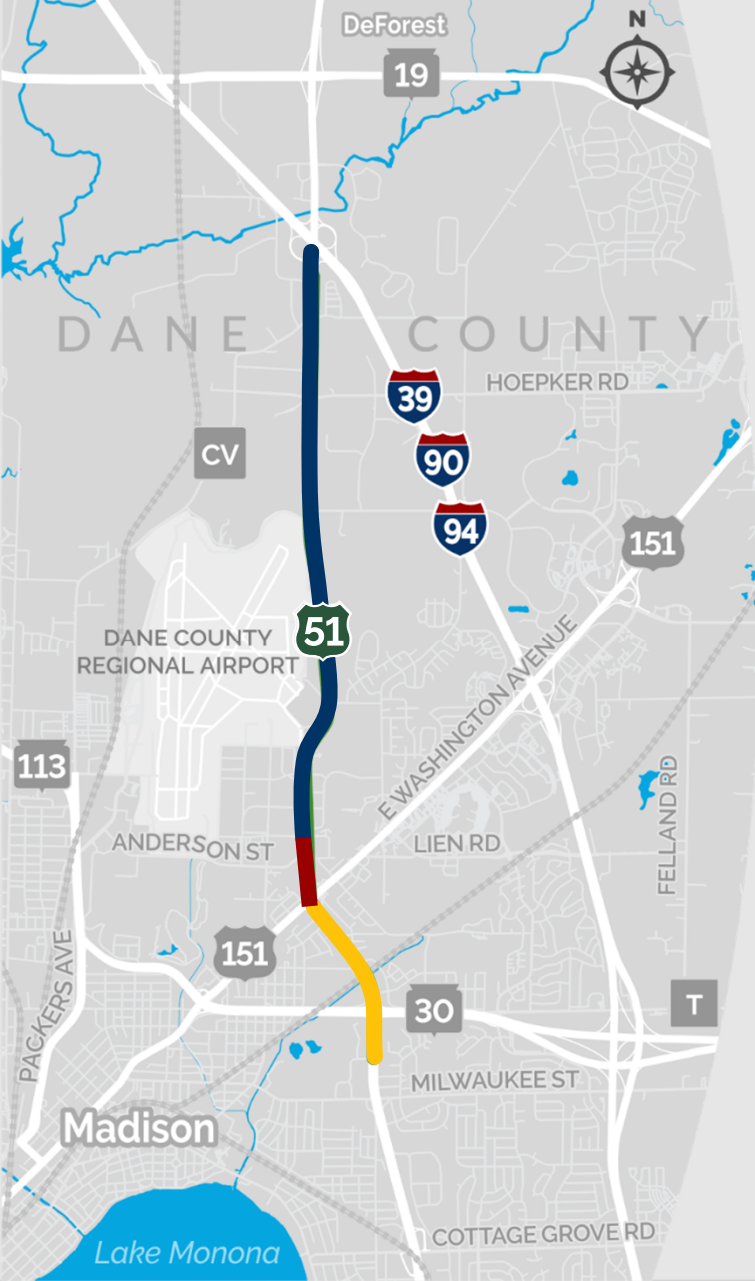 DeForest
N
19
DANE COUNTY
39
HOEPKER RD
CV
90
94
151
51
DANE COUNTY
REGIONAL AIRPORT
E WASHINGTON AVENUE
113
FELLAND RD
ANDERSON ST
LIEN RD
151
PACKERS AVE
30
T
MILWAUKEE ST
Madison
COTTAGE GROVE RD
Lake Monona